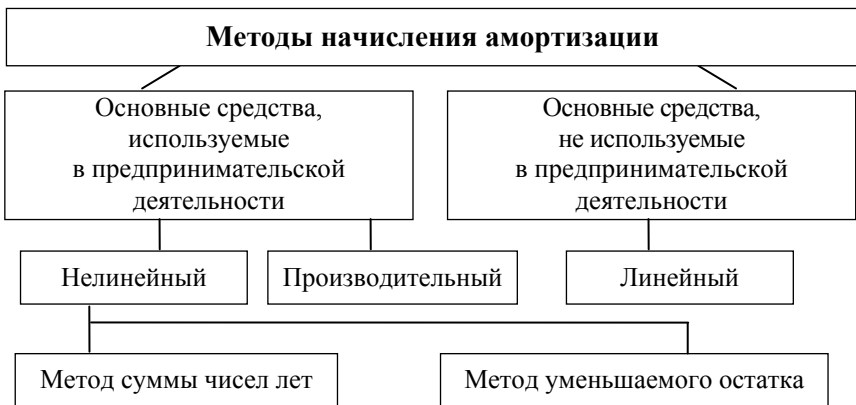 Методы начисления амортизации
Основные средства,
используемые
в предпринимательской
деятельности
Основные средства,
не используемые
в предпринимательской
деятельности
Нелинейный
Производительный
Линейный
Метод суммы чисел лет
Метод уменьшаемого остатка